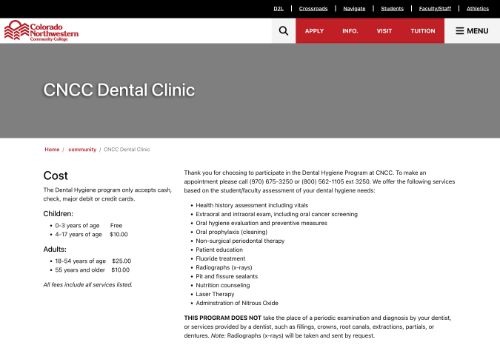 D2L Crossroads Navigate Students Faculty/Staff Athletics
Colorado
Northwestern
Community College
APPLY INFO. VISIT TUITION MENU
CNCC Dental Clinic
Home / community / CNCC Dental Clinic
Cost
The Dental Hygiene program only accepts cash,
check, major debit or credit cards.
Children:
• 0-3 years of age Free
• 4-17 years of age $10.00
Adults:
• 18-54 years of age $25.00
• 55 years and older $10.00
All fees include all services listed.
Thank you for choosing to participate in the Dental Hygiene Program at CNCC. To make an
appointment please call (970) 675-3250 or (800) 562-1105 ext 3250. We offer the following services
based on the student/faculty assessment of your dental hygiene needs:
• Health history assessment including vitals
• Extraoral and intraoral exam, including oral cancer screening
• Oral hygiene evaluation and preventive measures
• Oral prophylaxis (cleaning)
• Non-surgical periodontal therapy
• Patient education
• Fluoride treatment
• Radiographs (x-rays)
• Pit and fissure sealants
• Nutrition counseling
• Laser Therapy
• Adminstration of Nitrous Oxide
THIS PROGRAM DOES NOT take the place of a periodic examination and diagnosis by your dentist,
or services provided by a dentist, such as fillings, crowns, root canals, extractions, partials, or
dentures. Note: Radiographs (x-rays) will be taken and sent by request.